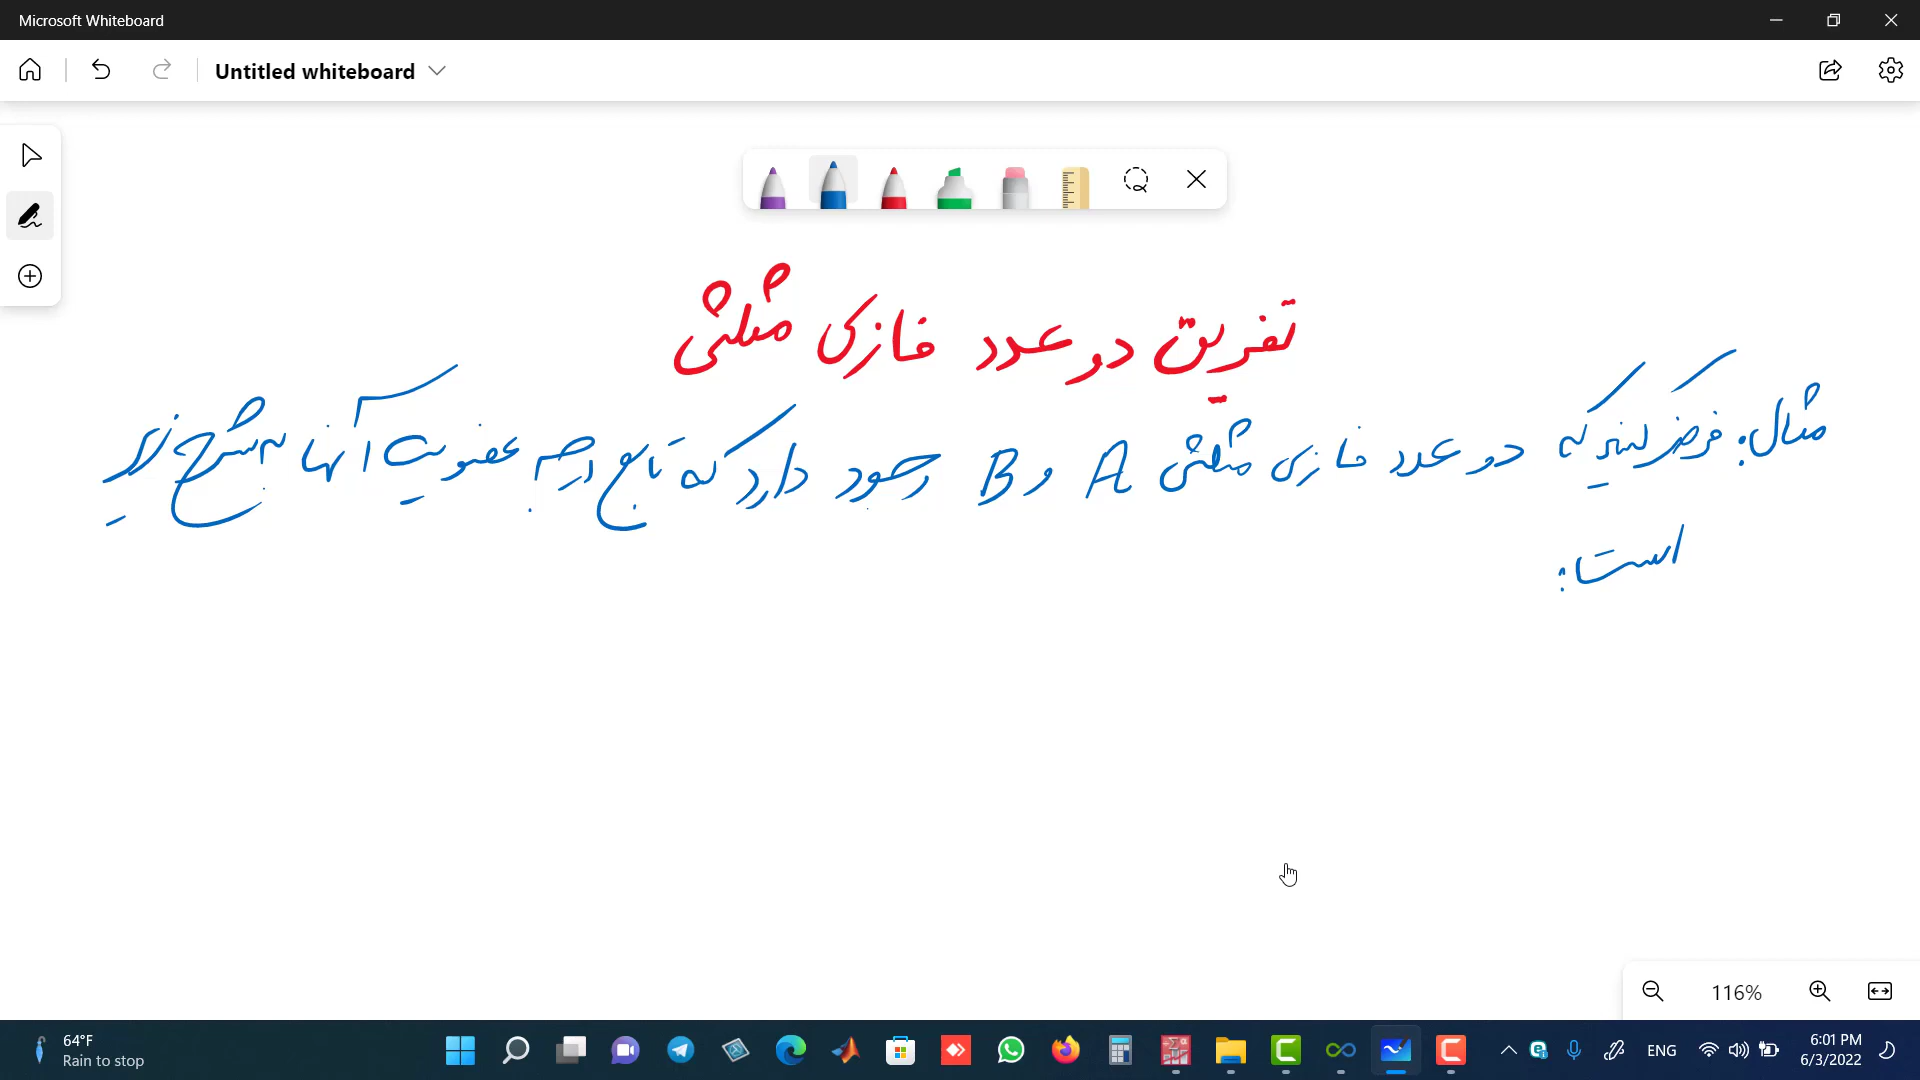 Microsoft Whiteboard
Untitled whiteboard
تفریق دو عدد فازی مثلثی
مثال: فرض کنید که دو عدد فازی مثلثی A و B وجود دارد که تابع درجه عضویت آنها به شرح زیر
است:
116%
64°F
Rain to stop
ENG
6:01 PM
6/3/2022